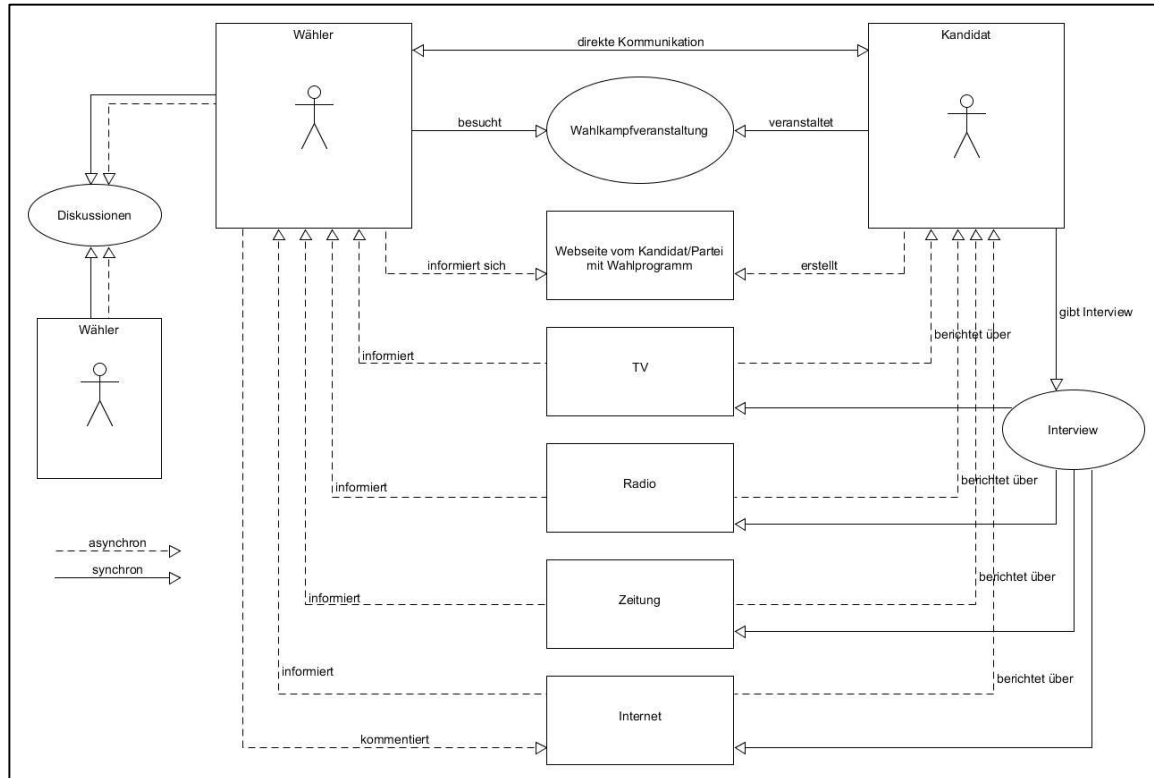 Wähler
direkte Kommunikation
Kandidat
besucht
Wahlkampfveranstaltung
veranstaltet
Diskussionen
Webseite vom Kandidat/Partei
mit Wahlprogramm
informiert sich
erstellt
gibt Interview
Wähler
informiert
TV
berichtet über
Interview
informiert
Radio
berichtet über
asynchron
synchron
informiert
Zeitung
berichtet über
informiert
Internet
berichtet über
kommentiert